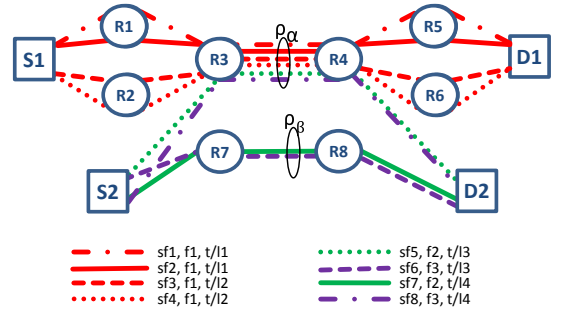 R1
R5
ρα
S1
R3
R4
D1
R2
R6
ρβ
R7
R8
S2
D2
sf1, f1, t/l1
sf2, f1, t/l1
sf3, f1, t/l2
sf4, f1, t/l2
sf5, f2, t/l3
sf6, f3, t/l3
sf7, f2, t/l4
sf8, f3, t/l4